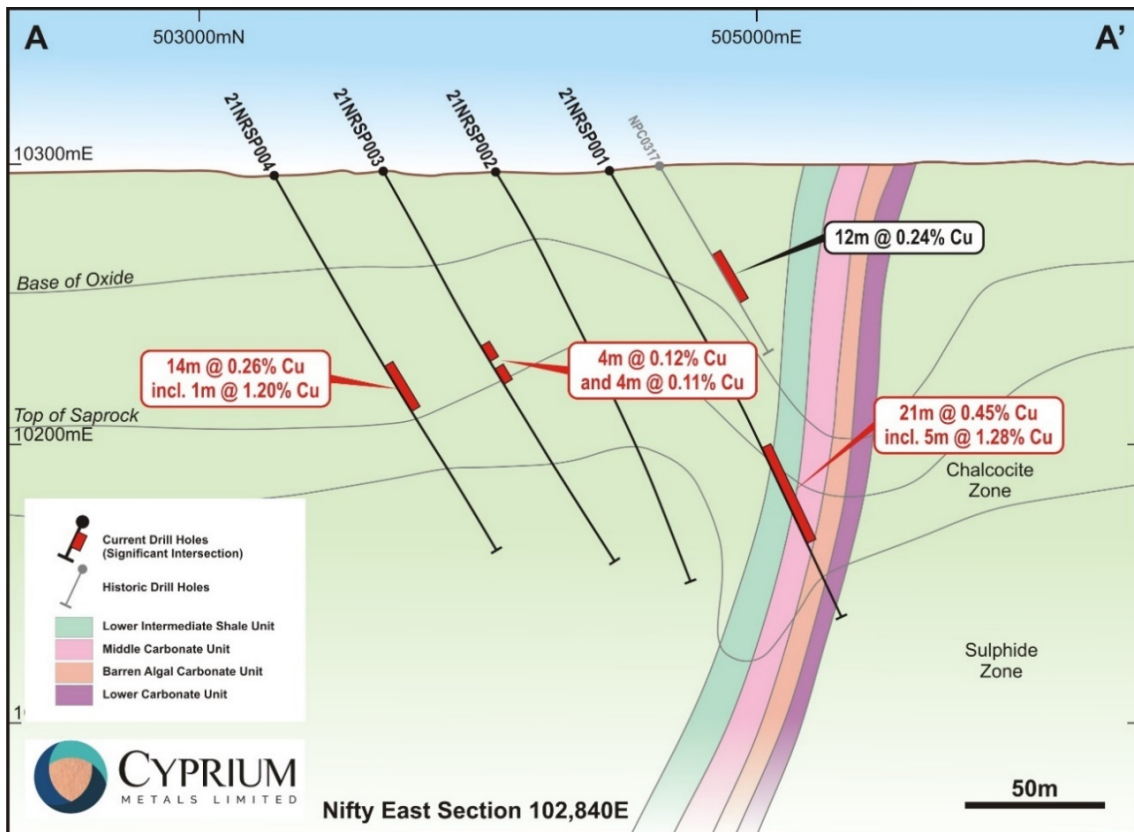 A
503000mN
505000mE
A'
21NRSP004
21NRSP003
21NRSP002
21NRSP001
NPC0317
10300mE
12m @ 0.24% Cu
Base of Oxide
14m @ 0.26% Cu
incl. 1m @ 1.20% Cu
4m @ 0.12% Cu
and 4m @ 0.11% Cu
Top of Saprock
10200mE
21m @ 0.45% Cu
incl. 5m @ 1.28% Cu
Chalcocite
Zone
Current Drill Holes
(Significant Intersection)
Historic Drill Holes
Lower Intermediate Shale Unit
Middle Carbonate Unit
Barren Algal Carbonate Unit
Lower Carbonate Unit
Sulphide
Zone
CYPRIUM
METALS LIMITED
Nifty East Section 102,840E
50m